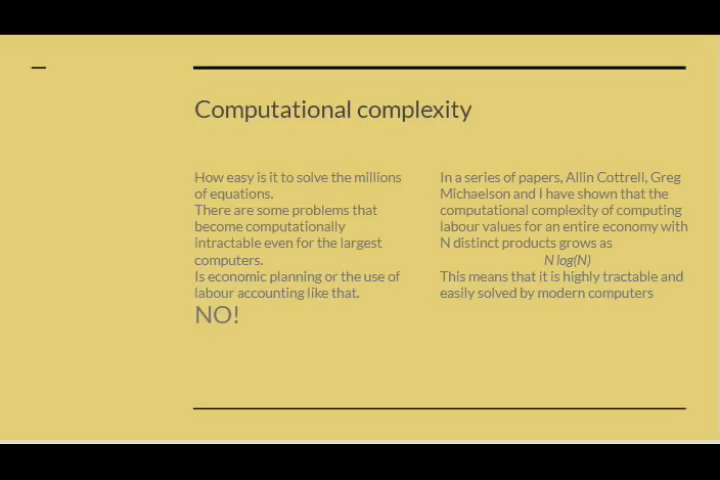 Computational complexity
How easy is it to solve the millions
of equations.
There are some problems that
become computationally
intractable even for the largest
computers.
Is economic planning or the use of
labour accounting like that.
NO!
In a series of papers, Allin Cottrell, Greg
Michaelson and I have shown that the
computational complexity of computing
labour values for an entire economy with
N distinct products grows as
N log(N)
This means that it is highly tractable and
easily solved by modern computers